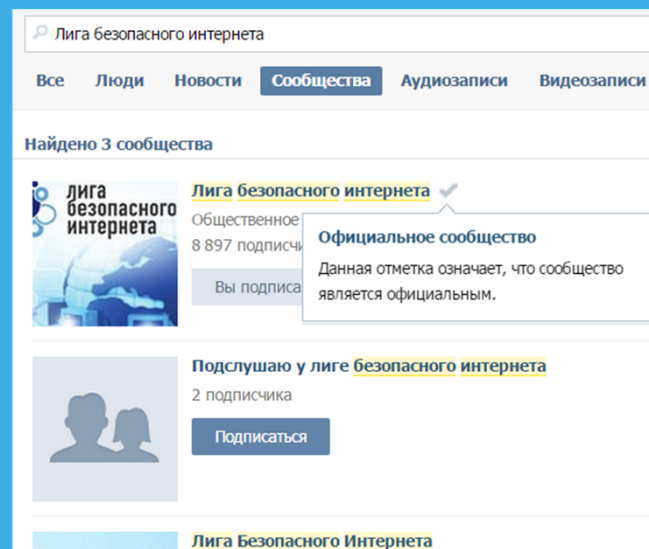 Лига безопасного интернета
Все Люди Новости Сообщества Аудиозаписи Видеозаписи
Найдено 3 сообщества
лига
безопасного
интернета
Лига безопасного интернета
Общественное
8 897
Официальное сообщество
Данная отметка означает, что сообщество
является официальным.
Вы
Подслушаю у лиге безопасного интернета
2 подписчика
Подписаться
Лига Безопасного Интернета